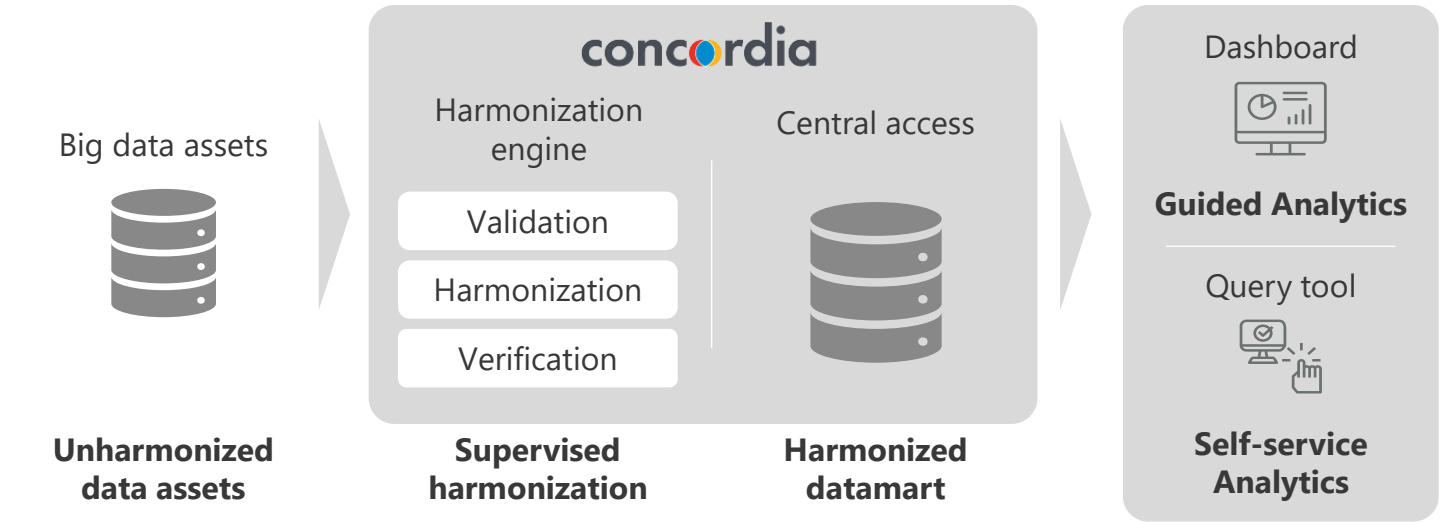 Big data assets
Unharmonized
data assets
concordia
Harmonization
engine
Validation
Harmonization
Verification
Supervised
harmonization
Central access
Harmonized
datamart
Dashboard
Guided Analytics
Query tool
Self-service
Analytics